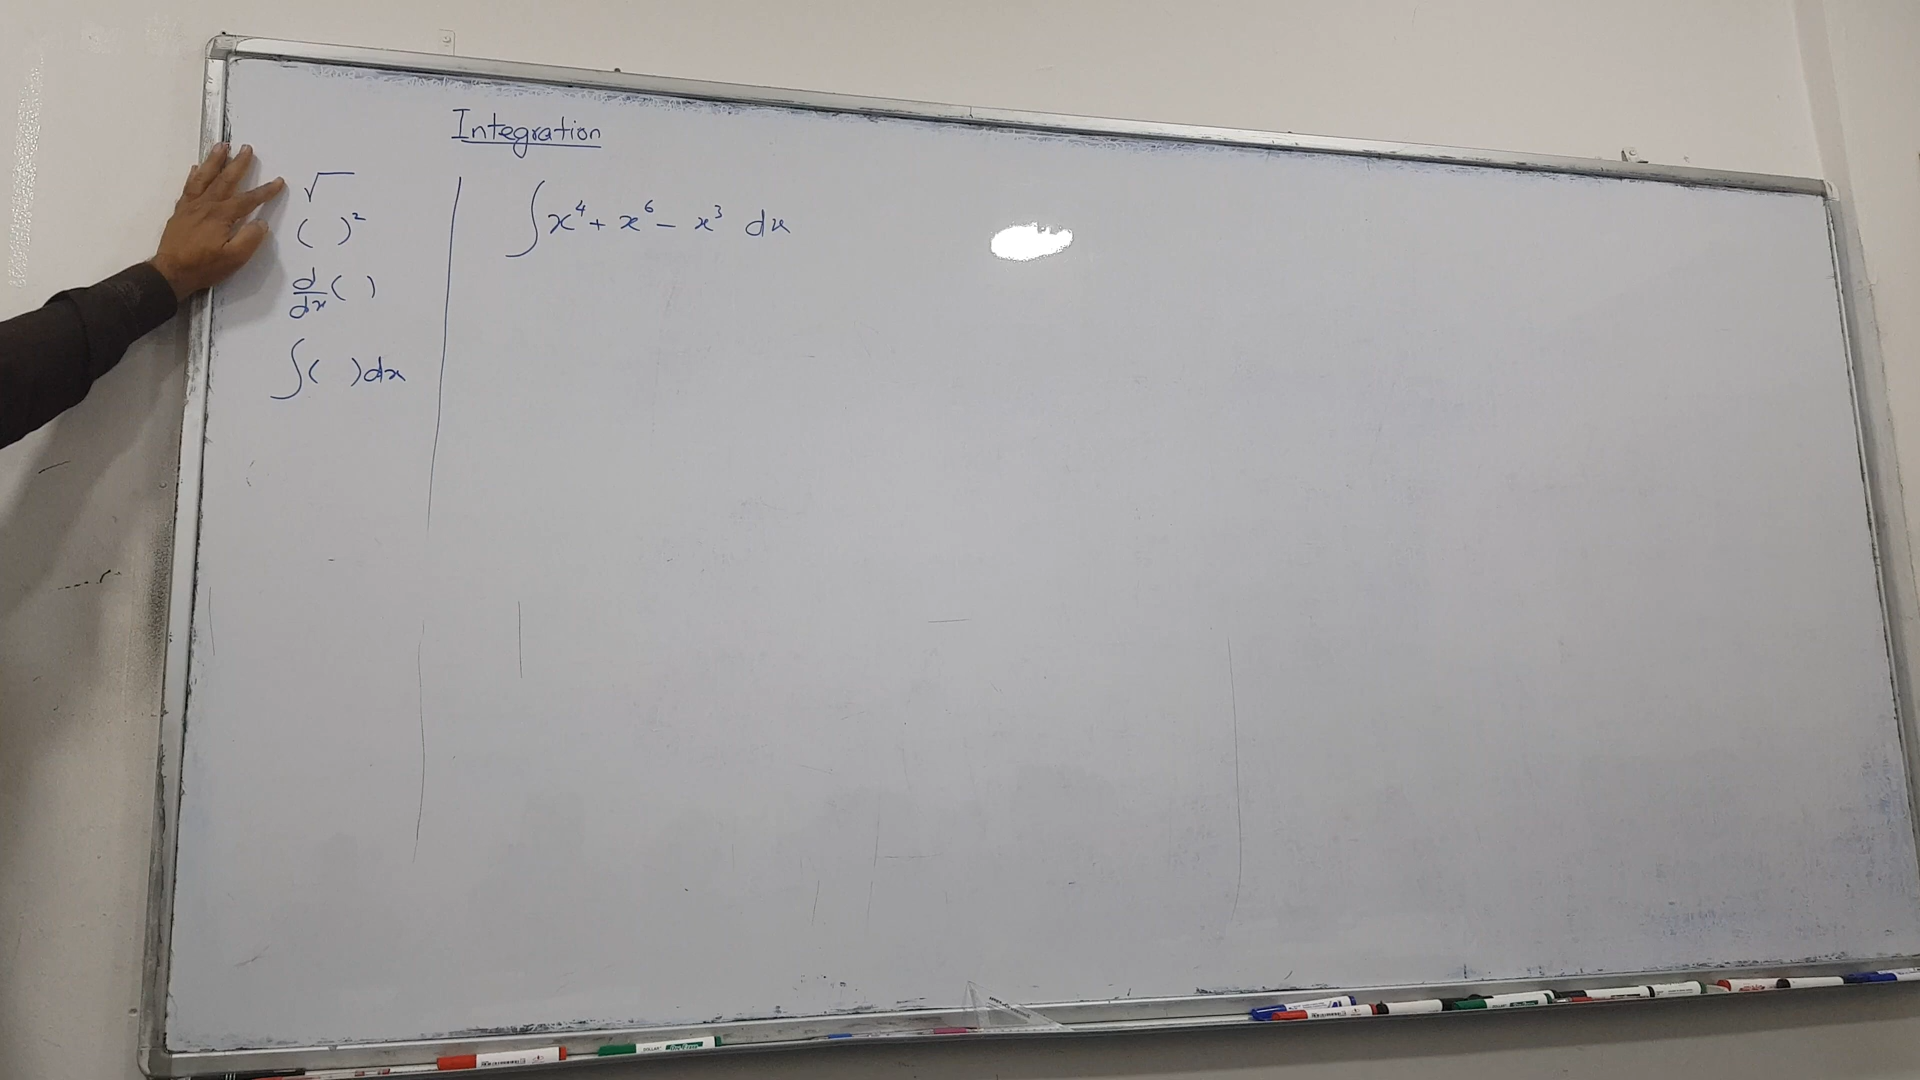 Integration
√
( )²
d/dx ( )
∫( )dx
∫x⁴ + x⁶ − x³ dx